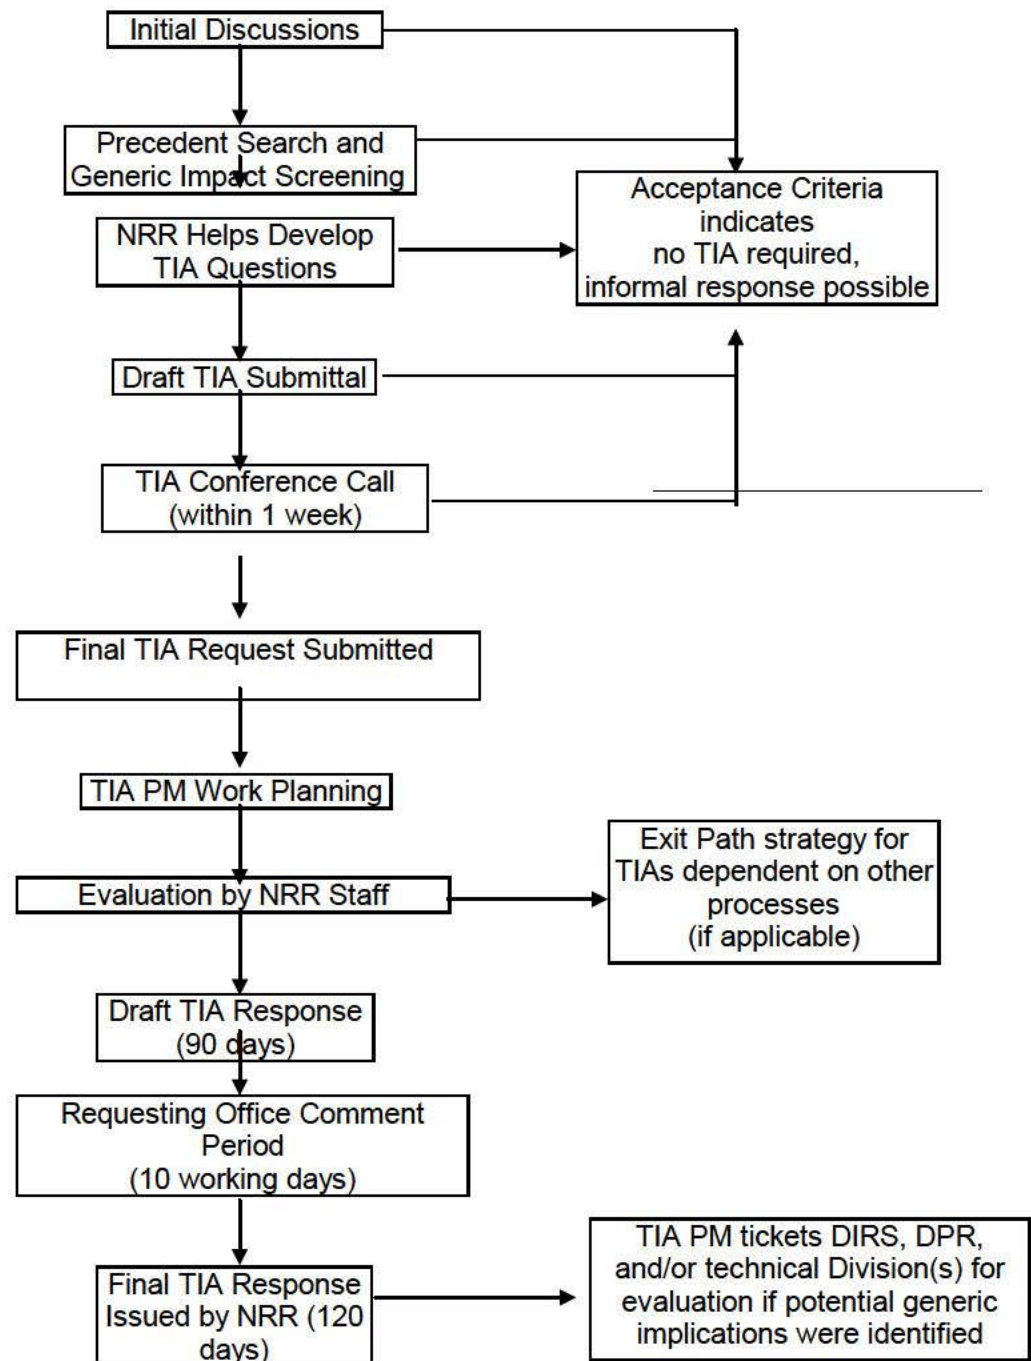 Initial Discussions
Precedent Search and
Generic Impact Screening
Acceptance Criteria
indicates
no TIA required,
informal response possible
NRR Helps Develop
TIA Questions
Draft TIA Submittal
TIA Conference Call
(within 1 week)
Final TIA Request Submitted
TIA PM Work Planning
Exit Path strategy for
TIAs dependent on other
processes
(if applicable)
Evaluation by NRR Staff
Draft TIA Response
(90 days)
Requesting Office Comment
Period
(10 working days)
TIA PM tickets DIRS, DPR,
and/or technical Division(s) for
evaluation if potential generic
implications were identified
Final TIA Response
Issued by NRR (120
days)